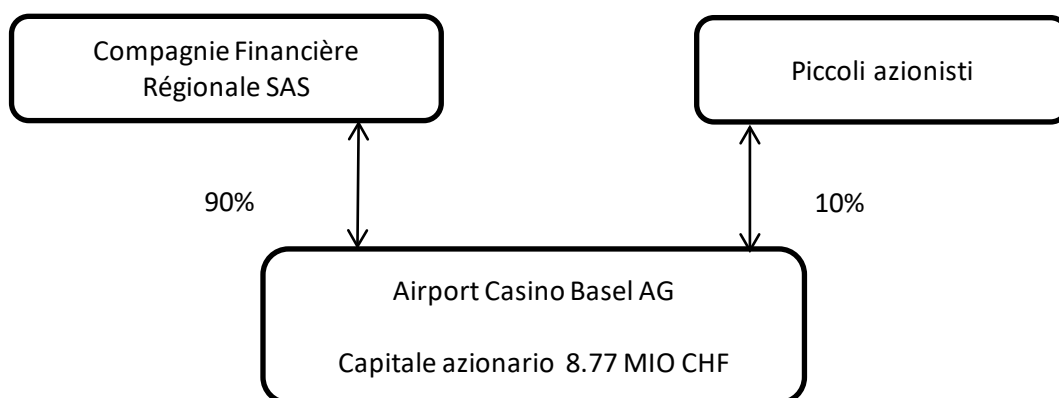 Compagnie Financière
Régionale SAS
Piccoli azionisti
90%
10%
Airport Casino Basel AG
Capitale azionario 8.77 MIO CHF